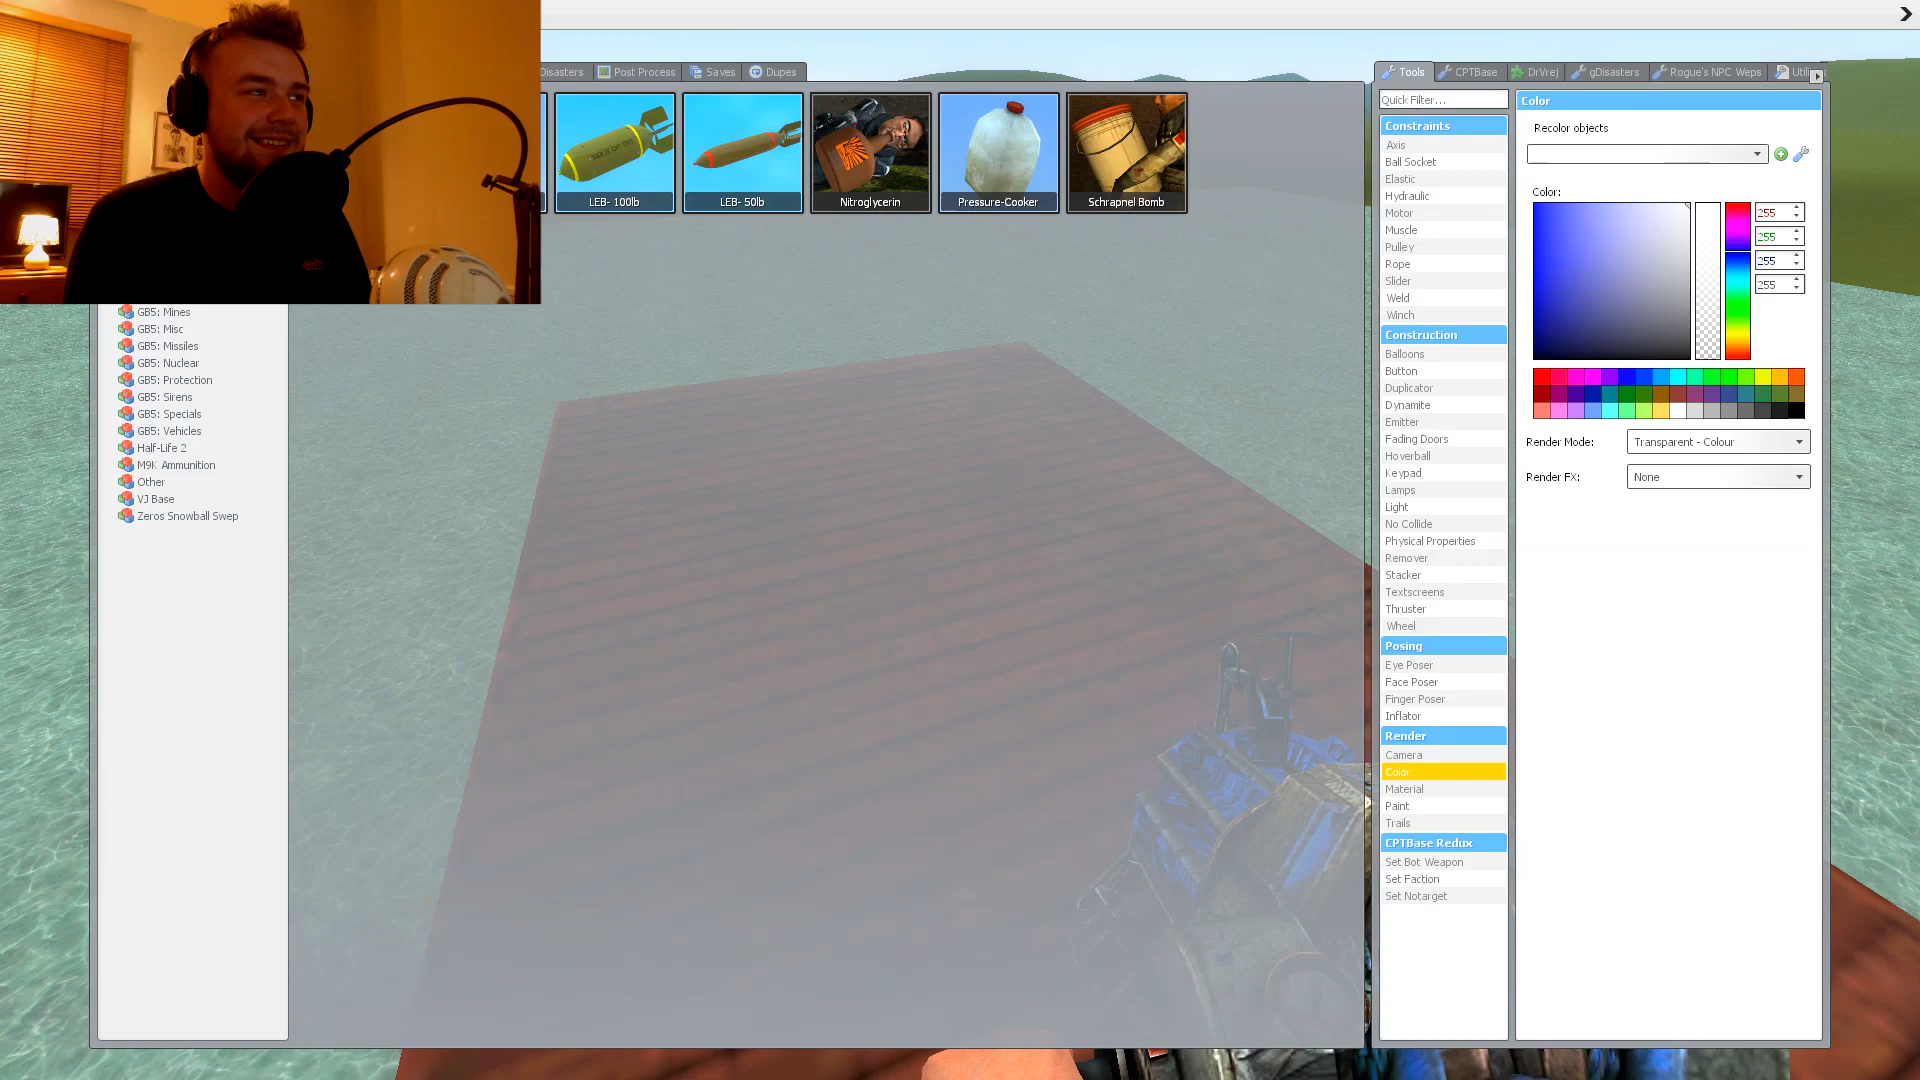 Disasters
Post Process
Saves
Dupes
LEB- 100lb
LEB- 50lb
Nitroglycerin
Pressure-Cooker
Schrapnel Bomb
GB5: Mines
GB5: Misc
GB5: Missiles
GB5: Nuclear
GB5: Protection
GB5: Sirens
GB5: Specials
GB5: Vehicles
Half-Life 2
M9K Ammunition
Other
VJ Base
Zeros Snowball Swep
Tools
CPTBase
DrVrej
gDisasters
Rogue's NPC Weps
Quick Filter...
Constraints
Axis
Ball Socket
Elastic
Hydraulic
Motor
Muscle
Pulley
Rope
Slider
Weld
Winch
Construction
Balloons
Button
Duplicator
Dynamite
Emitter
Fading Doors
Hoverball
Keypad
Lamps
Light
No Collide
Physical Properties
Remover
Stacker
Textscreens
Thruster
Wheel
Posing
Eye Poser
Face Poser
Finger Poser
Inflator
Render
Camera
Color
Material
Paint
Trails
CPTBase Redux
Set Bot Weapon
Set Faction
Set Notarget
Color
Recolor objects
Color:
255
255
255
255
Render Mode: Transparent - Colour
Render FX: None